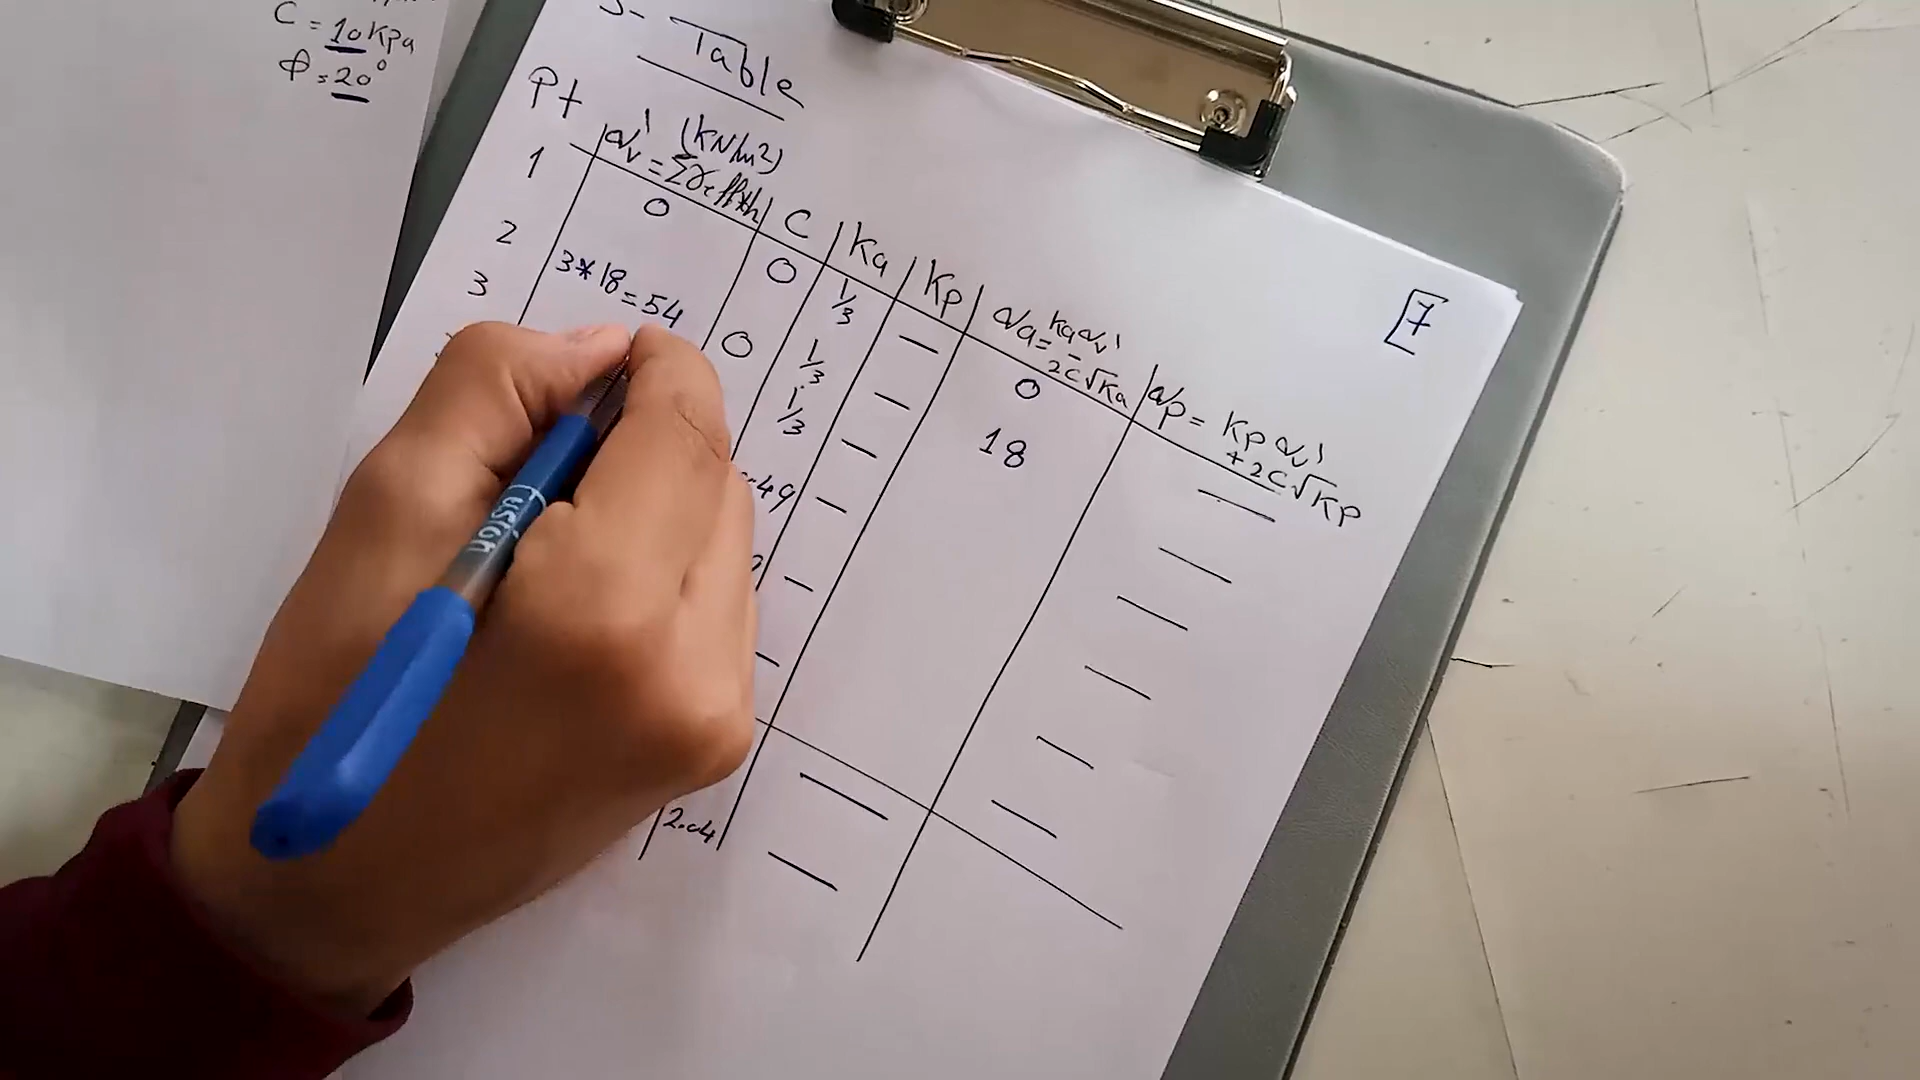 C = 10 KPa
Φ = 20°
Table
Pt
σv' (KN/m2)
= Σγeff*h
C
Ka
Kp
σa = Ka σv'
- 2C√Ka
σp = Kp σv'
+ 2C√Kp
7
1
0
0
1/3
—
0
—
2
3*18
=54
0
1/3
—
18
—
3
1/3
—
—
49
—
—
—
—
—
—
2.04
—
—
Fusion